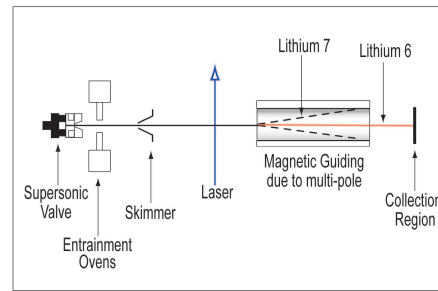 Lithium 7
Lithium 6
Magnetic Guiding
due to multi-pole
Supersonic
Valve
Entrainment
Ovens
Skimmer
Laser
Collection
Region